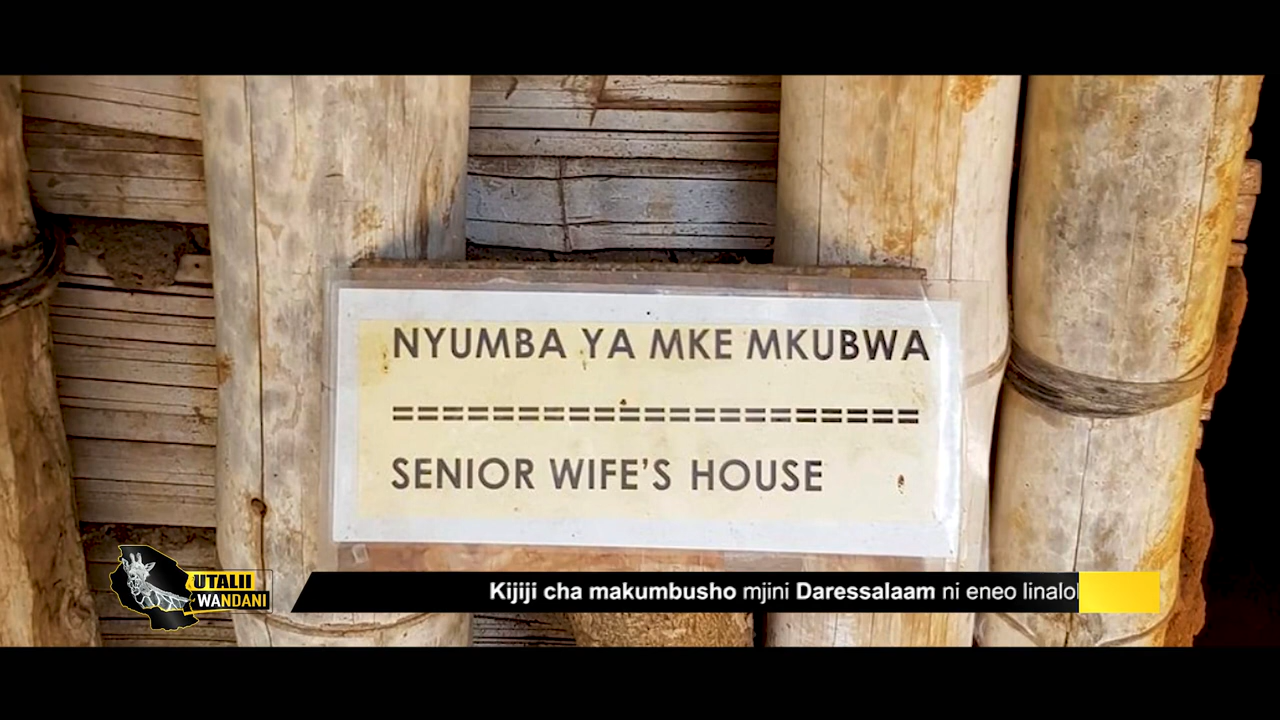 NYUMBA YA MKE MKUBWA
=====================
SENIOR WIFE'S HOUSE
UTALII
WANDANI
Kijiji cha makumbusho mjini Daressalaam ni eneo